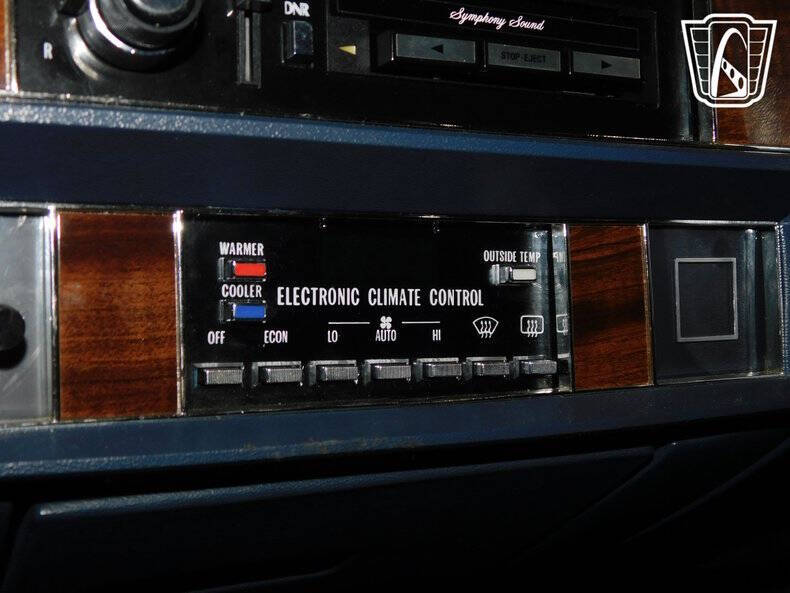 DNR
Symphony Sound
R
STOP-EJECT
WARMER
OUTSIDE TEMP
COOLER
ELECTRONIC CLIMATE CONTROL
OFF ECON LO AUTO HI